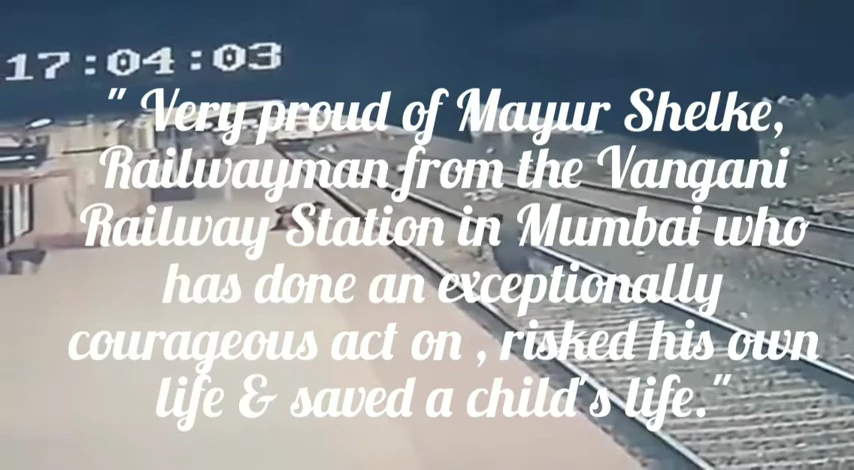 17:04:03
" Very proud of Mayur Shelke,
Railwayman from the Vangani
Railway Station in Mumbai who
has done an exceptionally
courageous act on , risked his own
life & saved a child's life."